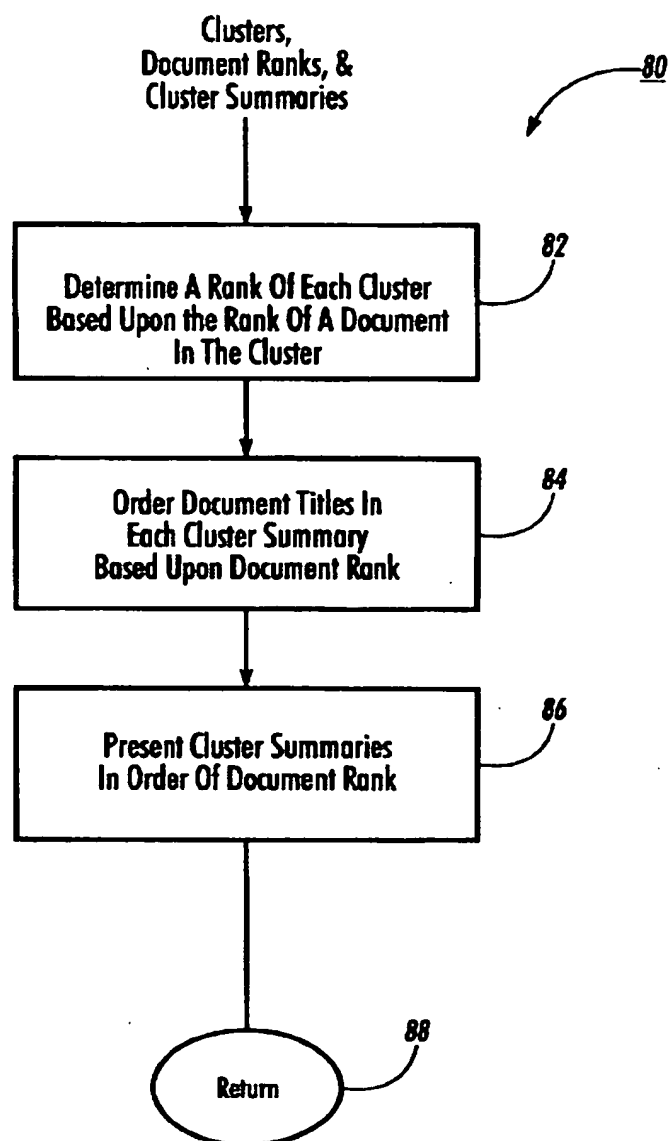 Clusters,
Document Ranks, &
Cluster Summaries
80
82
Determine A Rank Of Each Cluster
Based Upon the Rank Of A Document
In The Cluster
84
Order Document Titles In
Each Cluster Summary
Based Upon Document Rank
86
Present Cluster Summaries
In Order Of Document Rank
88
Return